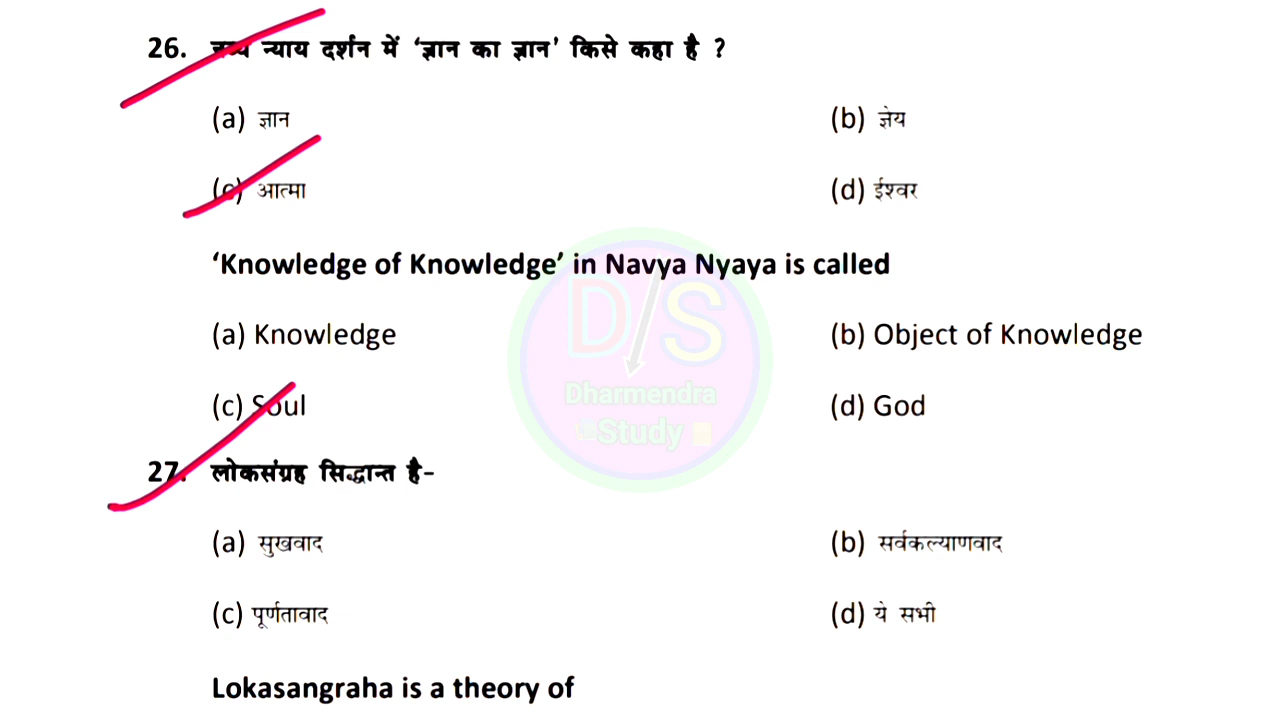 26. नव्य न्याय दर्शन में ‘ज्ञान का ज्ञान’ किसे कहा है ?
(a) ज्ञान (b) ज्ञेय
(c) आत्मा (d) ईश्वर
‘Knowledge of Knowledge’ in Navya Nyaya is called
(a) Knowledge (b) Object of Knowledge
(c) Soul (d) God
27. लोकसंग्रह सिद्धान्त है-
(a) सुखवाद (b) सर्वकल्याणवाद
(c) पूर्णतावाद (d) ये सभी
Lokasangraha is a theory of
D/S
Dharmendra
Study